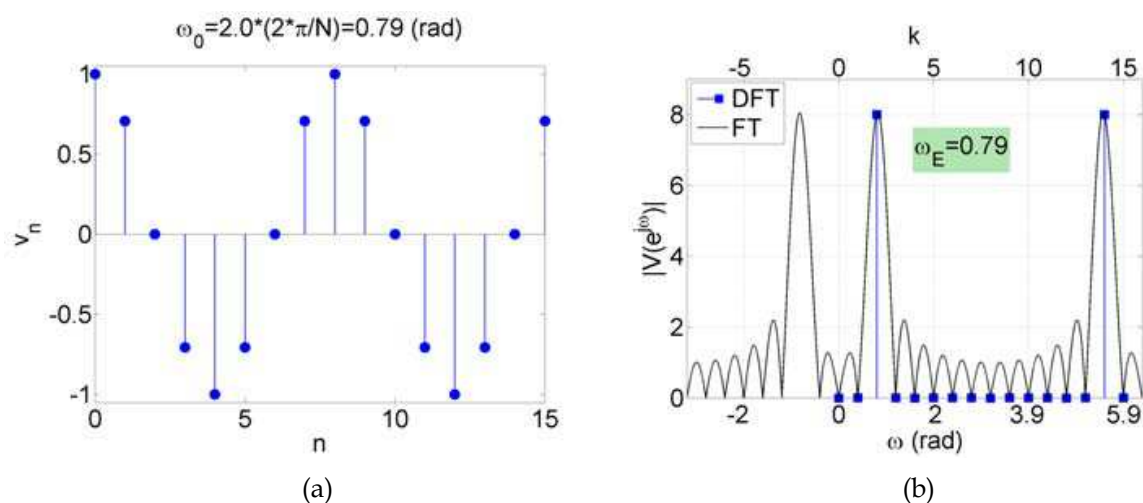 ω₀=2.0*(2*π/N)=0.79 (rad)
1
0.5
0
-0.5
-1
vₙ
0
5
10
15
n
(a)
k
-5
0
5
10
15
DFT
FT
ω_E=0.79
8
6
4
2
0
|V(e^{jω})|
-2
0
2
3.9
5.9
ω (rad)
(b)